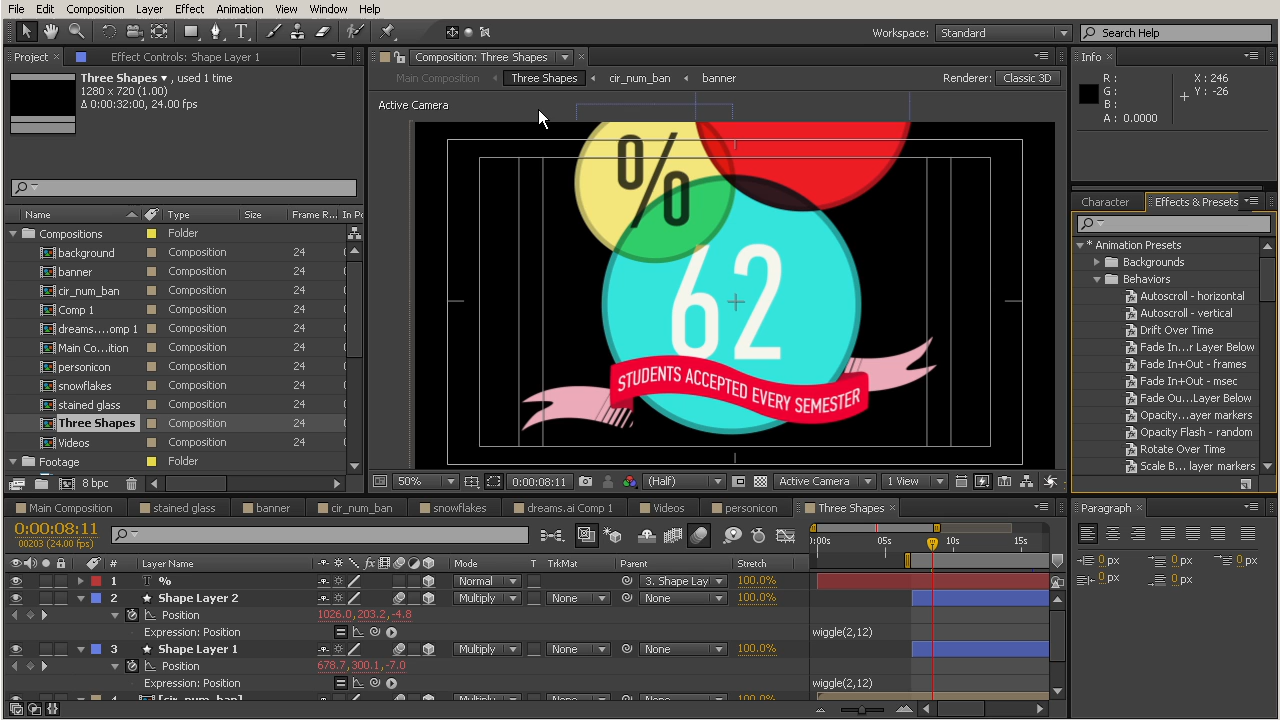 File Edit Composition Layer Effect Animation View Window Help
Workspace: Standard Search Help
Project × Effect Controls: Shape Layer 1 Composition: Three Shapes × Info ×
Three Shapes ▾ , used 1 time
1280 x 720 (1.00)
Δ 0:00:32:00, 24.00 fps
Main Composition Three Shapes cir_num_ban banner Renderer: Classic 3D
Active Camera
R : X : 246
G : Y : -26
B :
A : 0.0000
Character Effects & Presets
Name Type Size Frame R... In Po
Compositions Folder
background Composition 24
banner Composition 24
cir_num_ban Composition 24
Comp 1 Composition 24
dreams....omp 1 Composition 24
Main Co...ition Composition 24
personicon Composition 24
snowflakes Composition 24
stained glass Composition 24
Three Shapes Composition 24
Videos Composition 24
Footage Folder
8 bpc
%
62
STUDENTS ACCEPTED EVERY SEMESTER
50% 0:00:08:11 (Half) Active Camera 1 View
* Animation Presets
Backgrounds
Behaviors
Autoscroll - horizontal
Autoscroll - vertical
Drift Over Time
Fade In...r Layer Below
Fade In+Out - frames
Fade In+Out - msec
Fade Ou...Layer Below
Opacity...ayer markers
Opacity Flash - random
Rotate Over Time
Scale B... layer markers
Main Composition stained glass banner cir_num_ban snowflakes dreams.ai Comp 1 Videos personicon Three Shapes × Paragraph ×
0:00:08:11
00203 (24.00 fps)
):00s 05s 10s 15s
# Layer Name fx Mode T TrkMat Parent Stretch
1 T % Normal 3. Shape Lay 100.0%
2 Shape Layer 2 Multiply None None 100.0%
Position 1026.0,203.2,-4.8
Expression: Position wiggle(2,12)
3 Shape Layer 1 Multiply None None 100.0%
Position 678.7,300.1,-7.0
Expression: Position wiggle(2,12)
4 [cir_num_ban] Multiply None None 100.0%
0 px 0 px 0 px
0 px 0 px